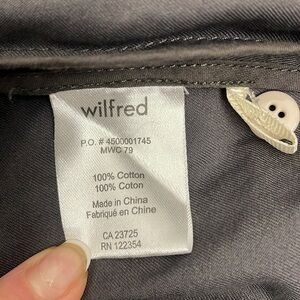 wilfred
P.O. # 4500001745
MWC 79
100% Cotton
100% Coton
Made in China
Fabriqué en Chine
CA 23725
RN 122354